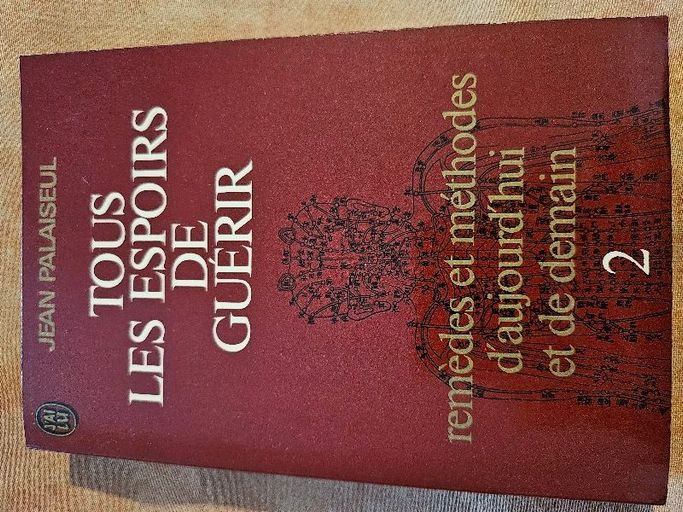 J'AI
LU
JEAN PALAISEUL
TOUS
LES ESPOIRS
DE
GUÉRIR
remèdes et méthodes
d'aujourd'hui
et de demain
2